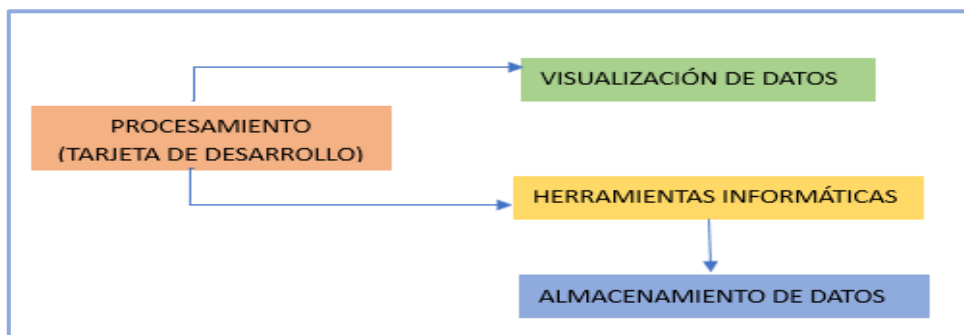 VISUALIZACIÓN DE DATOS
PROCESAMIENTO
(TARJETA DE DESARROLLO)
HERRAMIENTAS INFORMÁTICAS
ALMACENAMIENTO DE DATOS